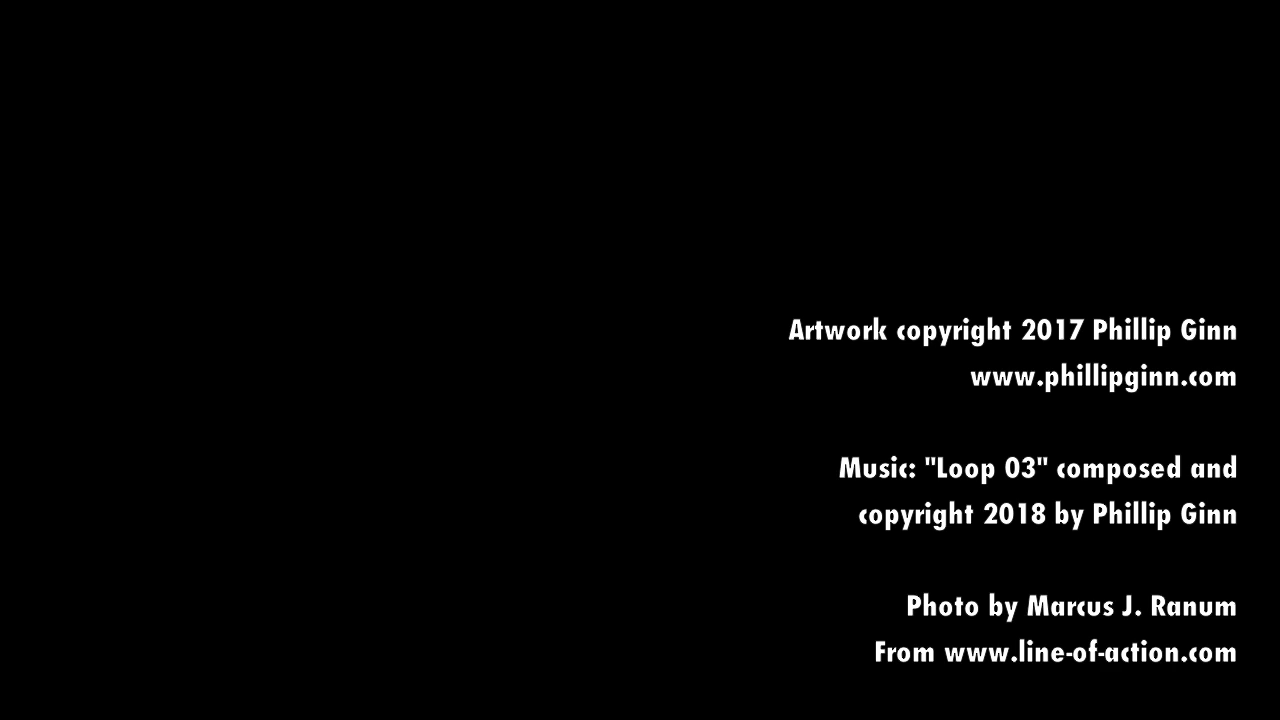 Artwork copyright 2017 Phillip Ginn
www.phillipginn.com
Music: "Loop 03" composed and
copyright 2018 by Phillip Ginn
Photo by Marcus J. Ranum
From www.line-of-action.com